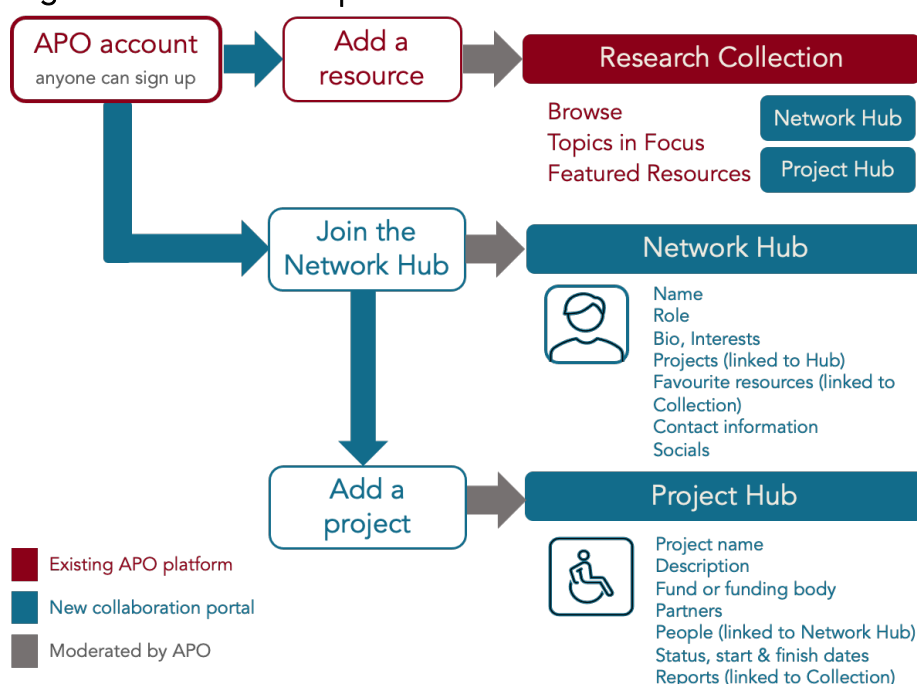 APO account
anyone can sign up
Add a
resource
Research Collection
Browse
Topics in Focus
Featured Resources
Network Hub
Project Hub
Join the
Network Hub
Network Hub
Name
Role
Bio, Interests
Projects (linked to Hub)
Favourite resources (linked to
Collection)
Contact information
Socials
Add a
project
Project Hub
Project name
Description
Fund or funding body
Partners
People (linked to Network Hub)
Status, start & finish dates
Reports (linked to Collection)
Existing APO platform
New collaboration portal
Moderated by APO